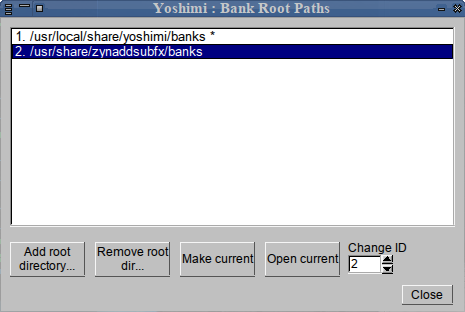 Yoshimi : Bank Root Paths
1. /usr/local/share/yoshimi/banks *
2. /usr/share/zynaddsubfx/banks
Add root
directory...
Remove root
dir...
Make current
Open current
Change ID
2
Close